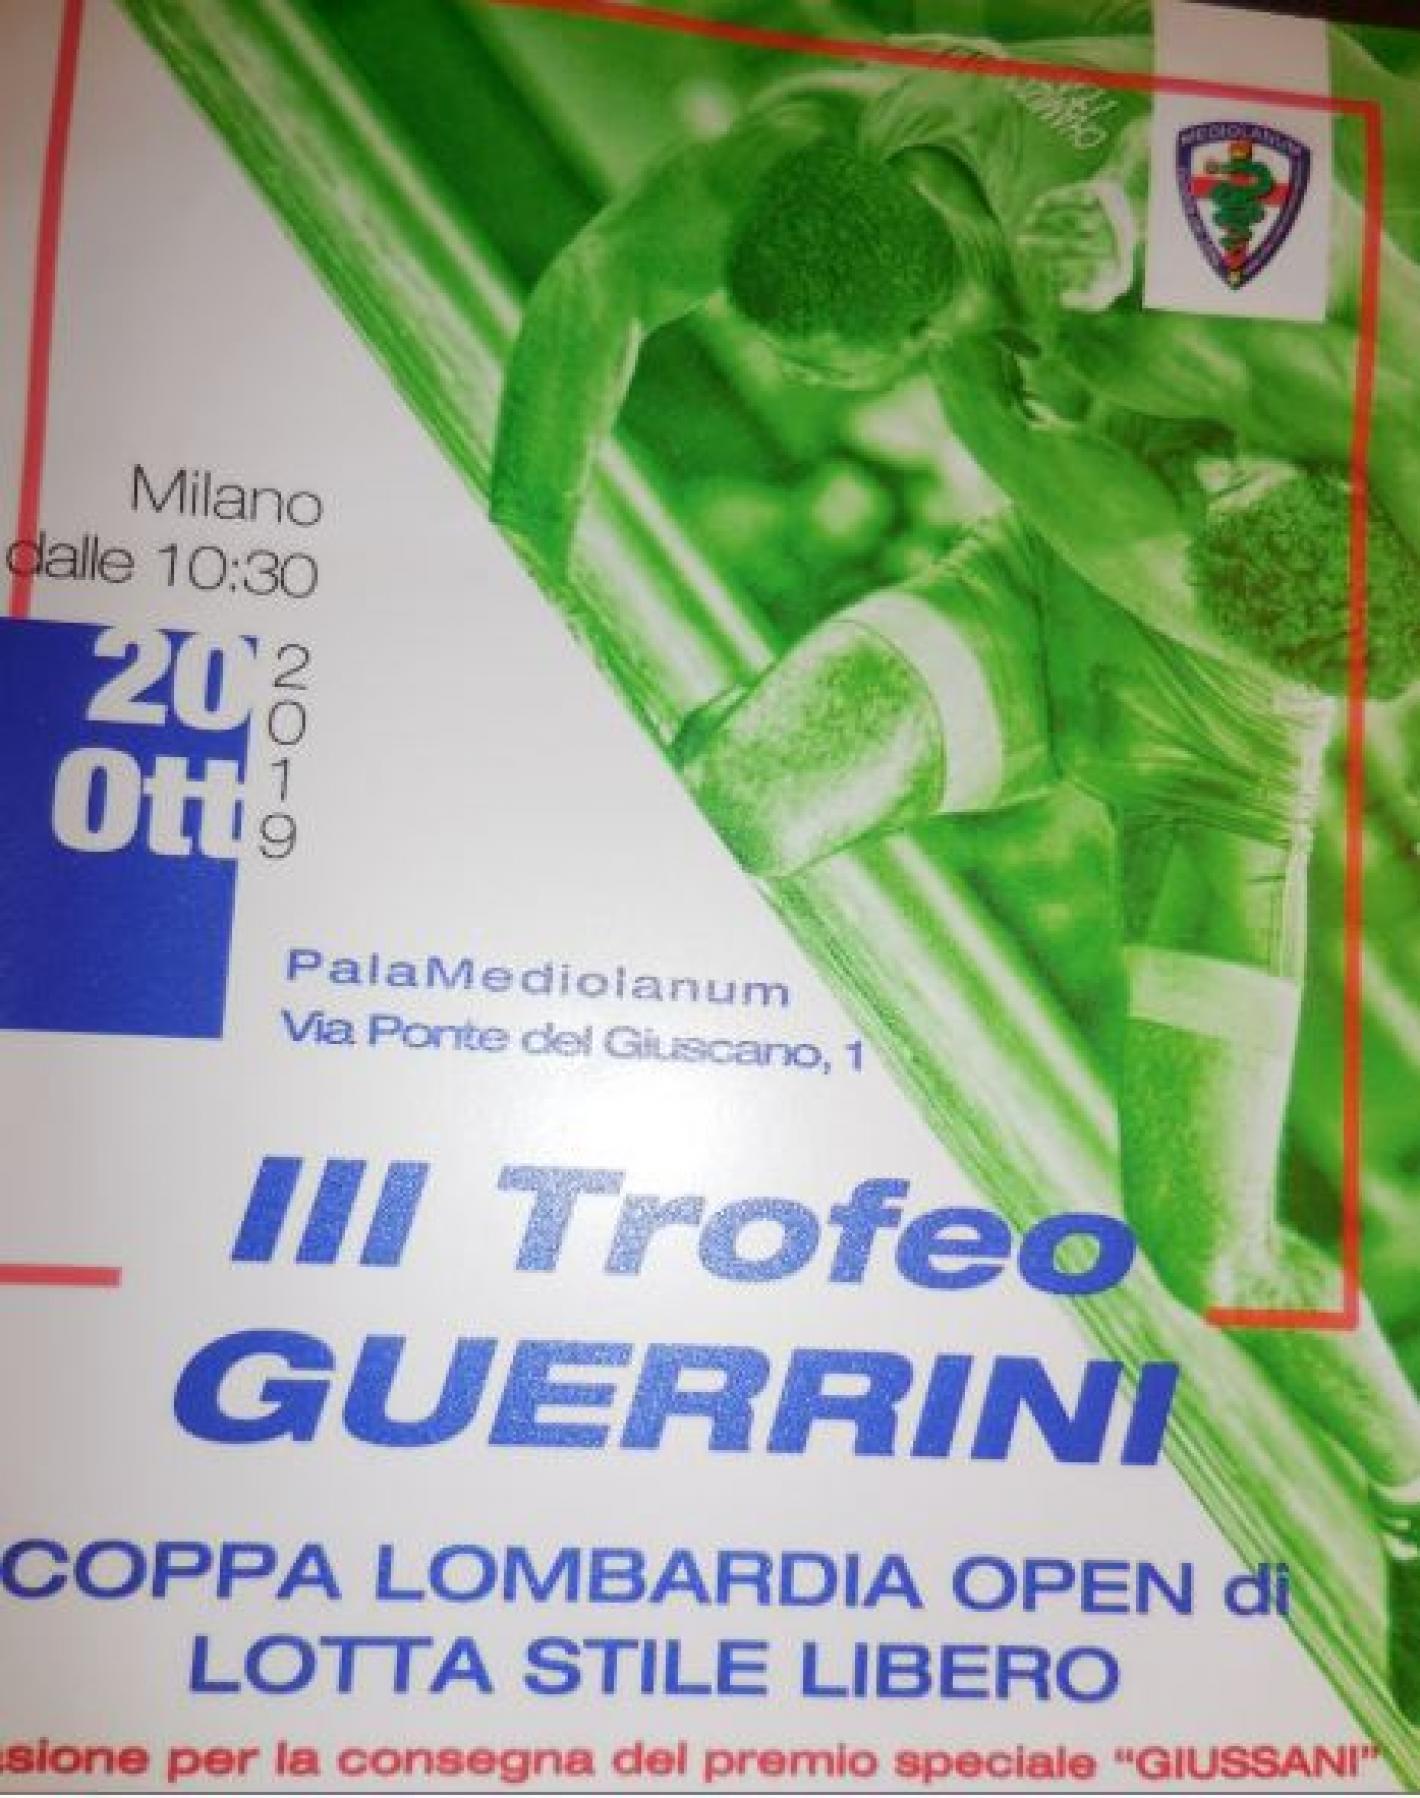 MEDIOLANUM
Milano
dalle 10:30
20
Ott
2019
PalaMediolanum
Via Ponte del Giuscano, 1
III Trofeo
GUERRINI
COPPA LOMBARDIA OPEN di
LOTTA STILE LIBERO
sione per la consegna del premio speciale “GIUSSANI”